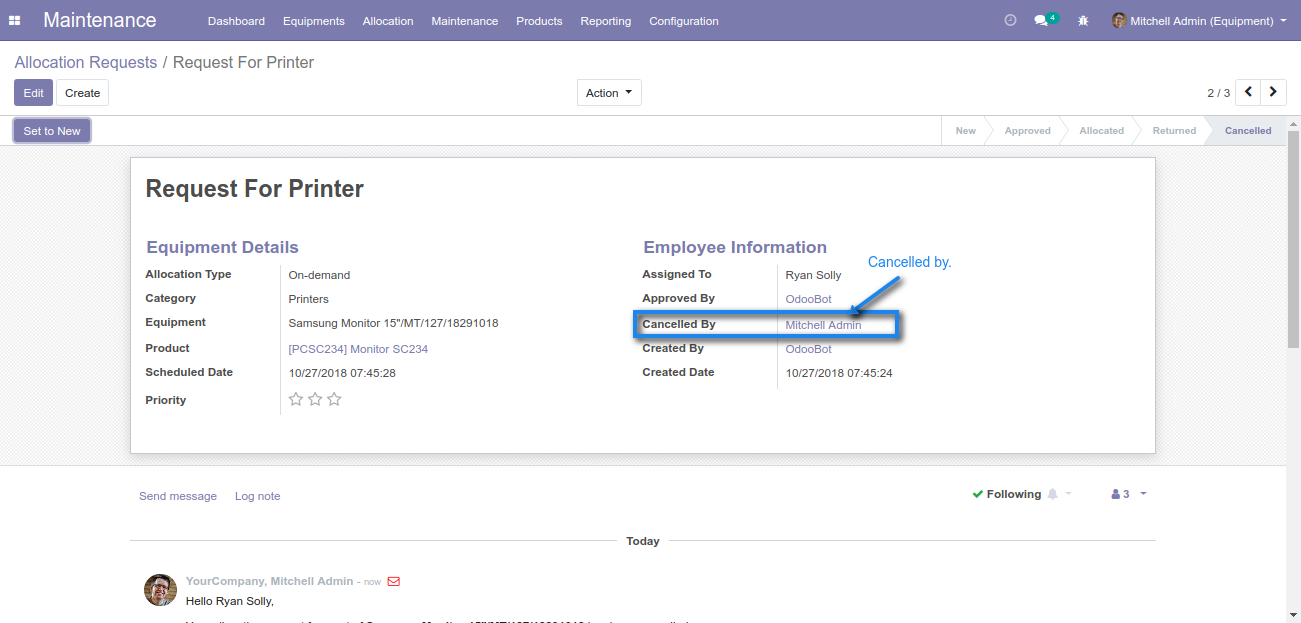 Maintenance Dashboard Equipments Allocation Maintenance Products Reporting Configuration 4 Mitchell Admin (Equipment)
Allocation Requests / Request For Printer
Edit Create Action 2 / 3
Set to New New Approved Allocated Returned Cancelled
Request For Printer
Equipment Details
Allocation Type On-demand
Category Printers
Equipment Samsung Monitor 15"/MT/127/18291018
Product [PCSC234] Monitor SC234
Scheduled Date 10/27/2018 07:45:28
Priority
Employee Information
Cancelled by.
Assigned To Ryan Solly
Approved By OdooBot
Cancelled By Mitchell Admin
Created By OdooBot
Created Date 10/27/2018 07:45:24
Send message Log note Following 3
Today
YourCompany, Mitchell Admin - now
Hello Ryan Solly,